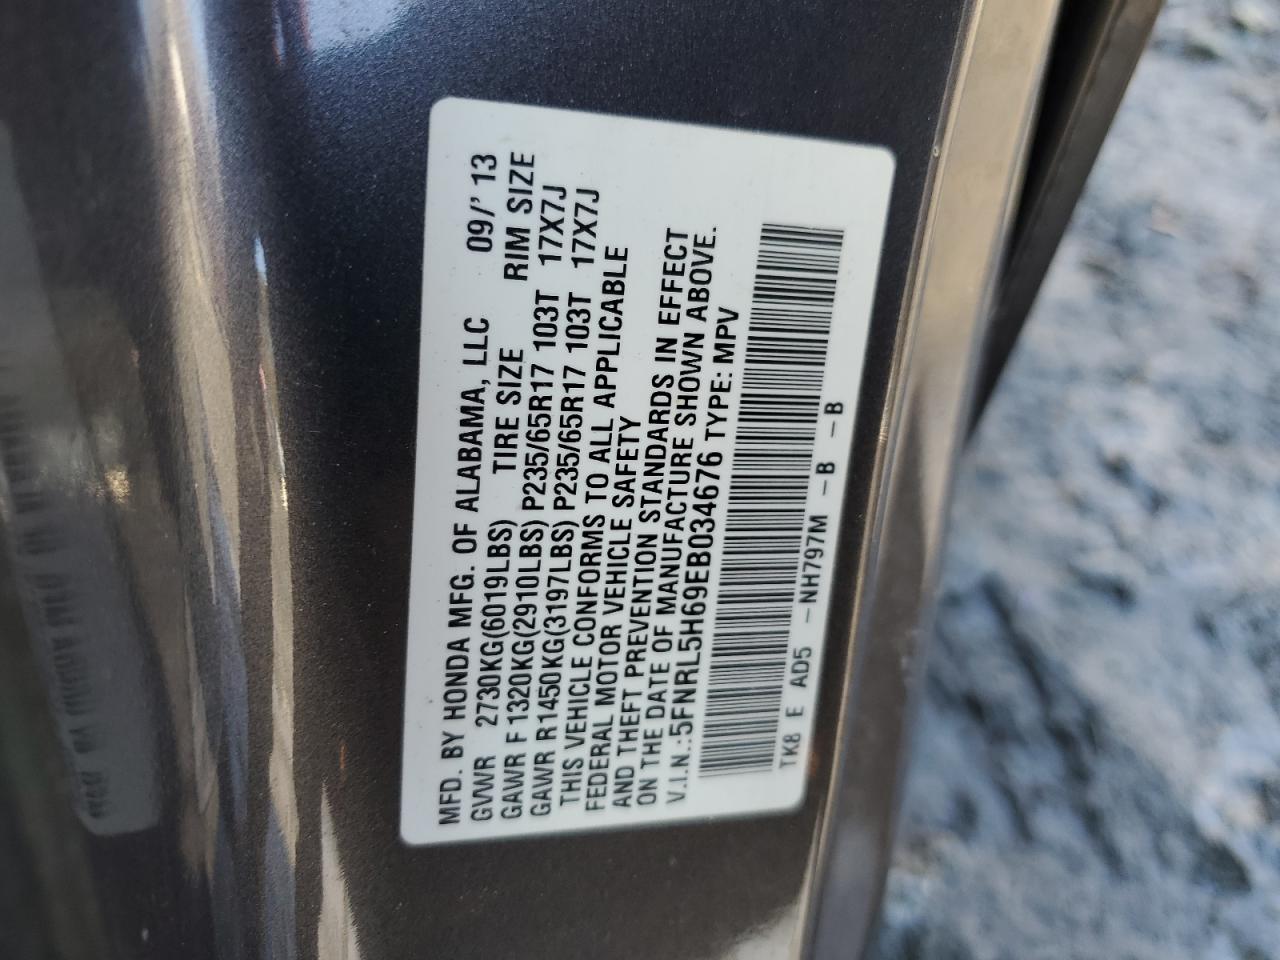 MFD. BY HONDA MFG. OF ALABAMA, LLC 09/'13
GVWR 2730KG(6019LBS) TIRE SIZE RIM SIZE
GAWR F 1320KG(2910LBS) P235/65R17 103T 17X7J
GAWR R 1450KG(3197LBS) P235/65R17 103T 17X7J
THIS VEHICLE CONFORMS TO ALL APPLICABLE
FEDERAL MOTOR VEHICLE SAFETY
AND THEFT PREVENTION STANDARDS IN EFFECT
ON THE DATE OF MANUFACTURE SHOWN ABOVE.
V.I.N.:5FNRL5H69EB034676 TYPE: MPV
TK8 E AD5 -NH797M -B -B